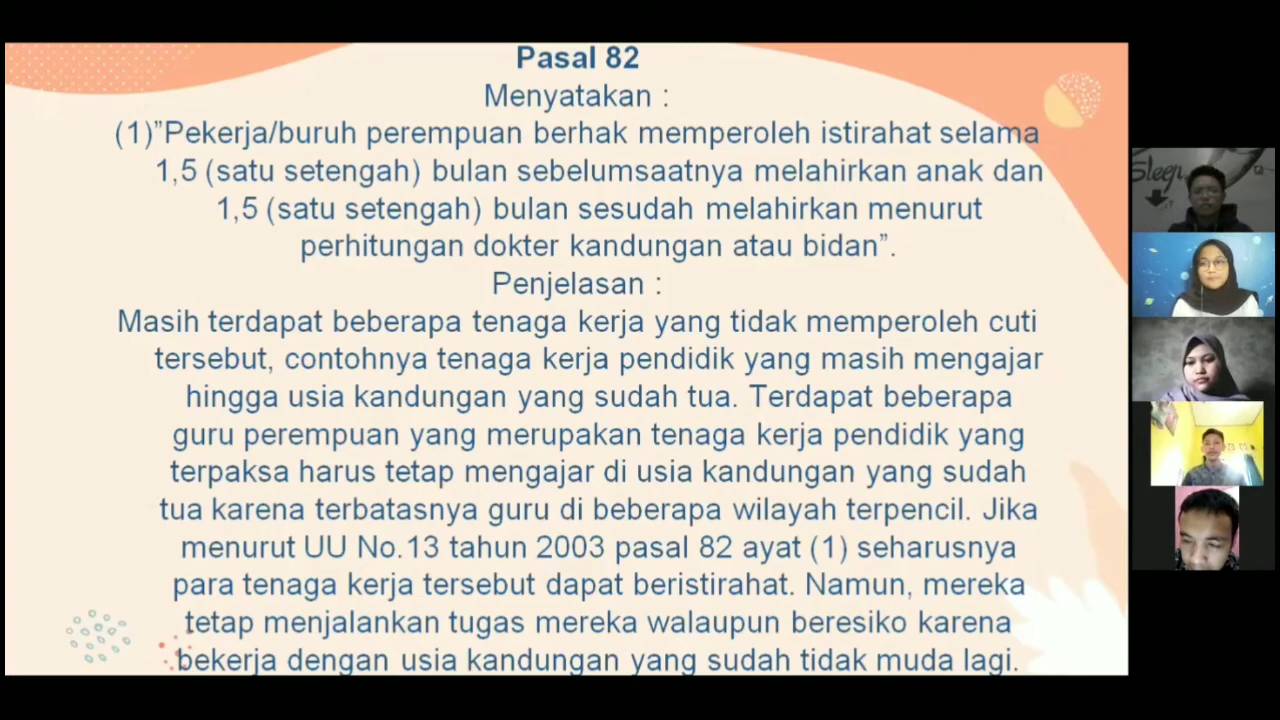 Pasal 82
Menyatakan :
(1)”Pekerja/buruh perempuan berhak memperoleh istirahat selama
1,5 (satu setengah) bulan sebelumsaatnya melahirkan anak dan
1,5 (satu setengah) bulan sesudah melahirkan menurut
perhitungan dokter kandungan atau bidan”.
Penjelasan :
Masih terdapat beberapa tenaga kerja yang tidak memperoleh cuti
tersebut, contohnya tenaga kerja pendidik yang masih mengajar
hingga usia kandungan yang sudah tua. Terdapat beberapa
guru perempuan yang merupakan tenaga kerja pendidik yang
terpaksa harus tetap mengajar di usia kandungan yang sudah
tua karena terbatasnya guru di beberapa wilayah terpencil. Jika
menurut UU No.13 tahun 2003 pasal 82 ayat (1) seharusnya
para tenaga kerja tersebut dapat beristirahat. Namun, mereka
tetap menjalankan tugas mereka walaupun beresiko karena
bekerja dengan usia kandungan yang sudah tidak muda lagi.
Sleep